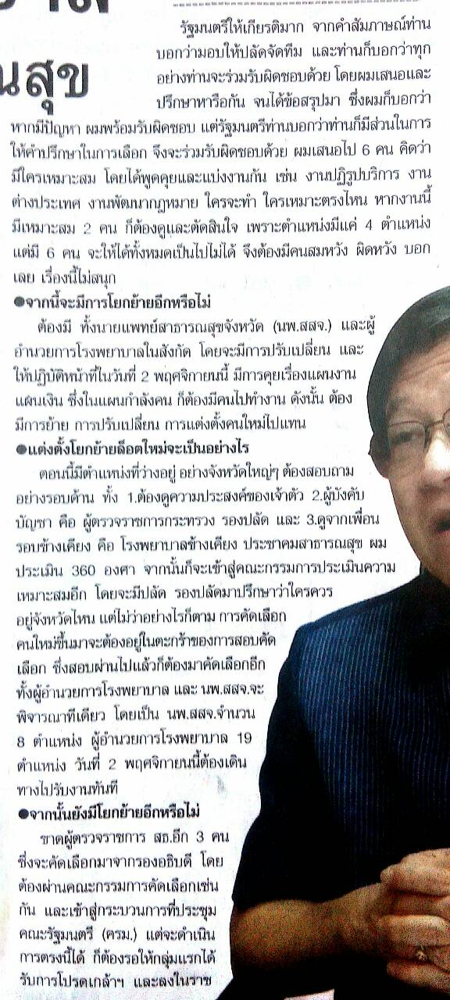 ณสุข
รัฐมนตรีให้เกียรติมาก จากคำสัมภาษณ์ท่าน
บอกว่ามอบให้ปลัดจัดทีม และท่านก็บอกว่าทุก
อย่างท่านจะร่วมรับผิดชอบด้วย โดยผมเสนอและ
ปรึกษาหารือกัน จนได้ข้อสรุปมา ซึ่งผมก็บอกว่า
หากมีปัญหา ผมพร้อมรับผิดชอบ แต่รัฐมนตรีท่านบอกว่าท่านก็มีส่วนในการ
ให้คำปรึกษาในการเลือก จึงจะร่วมรับผิดชอบด้วย ผมเสนอไป 6 คน คิดว่า
มีใครเหมาะสม โดยได้พูดคุยและแบ่งงานกัน เช่น งานปฏิรูปบริการ งาน
ต่างประเทศ งานพัฒนากฎหมาย ใครจะทำ ใครเหมาะตรงไหน หากงานนี้
มีเหมาะสม 2 คน ก็ต้องดูและตัดสินใจ เพราะตำแหน่งมีแค่ 4 ตำแหน่ง
แต่มี 6 คน จะให้ได้ทั้งหมดเป็นไปไม่ได้ จึงต้องมีคนสมหวัง ผิดหวัง บอก
เลย เรื่องนี้ไม่สนุก
●จากนี้จะมีการโยกย้ายอีกหรือไม่
ต้องมี ทั้งนายแพทย์สาธารณสุขจังหวัด (นพ.สสจ.) และผู้
อำนวยการโรงพยาบาลในสังกัด โดยจะมีการปรับเปลี่ยน และ
ให้ปฏิบัติหน้าที่ในวันที่ 2 พฤศจิกายนนี้ มีการคุยเรื่องแผนงาน
แผนเงิน ซึ่งในแผนกำลังคน ก็ต้องมีคนไปทำงาน ดังนั้น ต้อง
มีการย้าย การปรับเปลี่ยน การแต่งตั้งคนใหม่ไปแทน
●แต่งตั้งโยกย้ายล็อตใหม่จะเป็นอย่างไร
ตอนนี้มีตำแหน่งที่ว่างอยู่ อย่างจังหวัดใหญ่ๆ ต้องสอบถาม
อย่างรอบด้าน ทั้ง 1.ต้องดูความประสงค์ของเจ้าตัว 2.ผู้บังคับ
บัญชา คือ ผู้ตรวจราชการกระทรวง รองปลัด และ 3.ดูจากเพื่อน
รอบข้างเคียง คือ โรงพยาบาลข้างเคียง ประชาคมสาธารณสุข ผม
ประเมิน 360 องศา จากนั้นก็จะเข้าสู่คณะกรรมการประเมินความ
เหมาะสมอีก โดยจะมีปลัด รองปลัดมาปรึกษาว่าใครควร
อยู่จังหวัดไหน แต่ไม่ว่าอย่างไรก็ตาม การคัดเลือก
คนใหม่ขึ้นมาจะต้องอยู่ในตะกร้าของการสอบคัด
เลือก ซึ่งสอบผ่านไปแล้วก็ต้องมาคัดเลือกอีก
ทั้งผู้อำนวยการโรงพยาบาล และ นพ.สสจ.จะ
พิจารณาทีเดียว โดยเป็น นพ.สสจ.จำนวน
8 ตำแหน่ง ผู้อำนวยการโรงพยาบาล 19
ตำแหน่ง วันที่ 2 พฤศจิกายนนี้ต้องเดิน
ทางไปรับงานทันที
●จากนั้นยังมีโยกย้ายอีกหรือไม่
ขาดผู้ตรวจราชการ สธ.อีก 3 คน
ซึ่งจะคัดเลือกมาจากรองอธิบดี โดย
ต้องผ่านคณะกรรมการคัดเลือกเช่น
กัน และเข้าสู่กระบวนการที่ประชุม
คณะรัฐมนตรี (ครม.) แต่จะดำเนิน
การตรงนี้ได้ ก็ต้องรอให้กลุ่มแรกได้
รับการโปรดเกล้าฯ และลงในราช